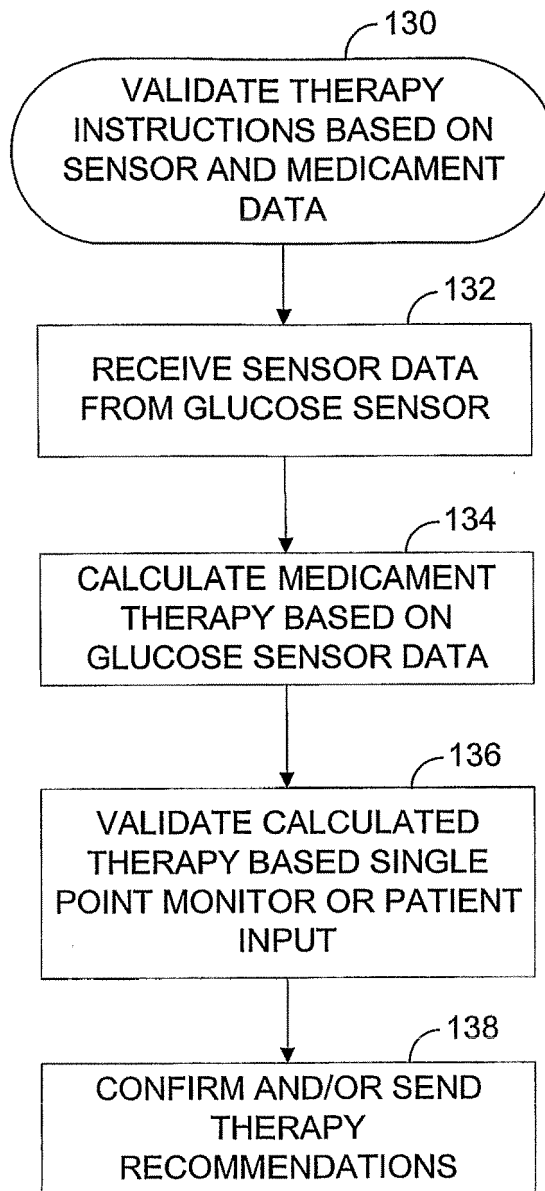 130
VALIDATE THERAPY
INSTRUCTIONS BASED ON
SENSOR AND MEDICAMENT
DATA
132
RECEIVE SENSOR DATA
FROM GLUCOSE SENSOR
134
CALCULATE MEDICAMENT
THERAPY BASED ON
GLUCOSE SENSOR DATA
136
VALIDATE CALCULATED
THERAPY BASED SINGLE
POINT MONITOR OR PATIENT
INPUT
138
CONFIRM AND/OR SEND
THERAPY
RECOMMENDATIONS